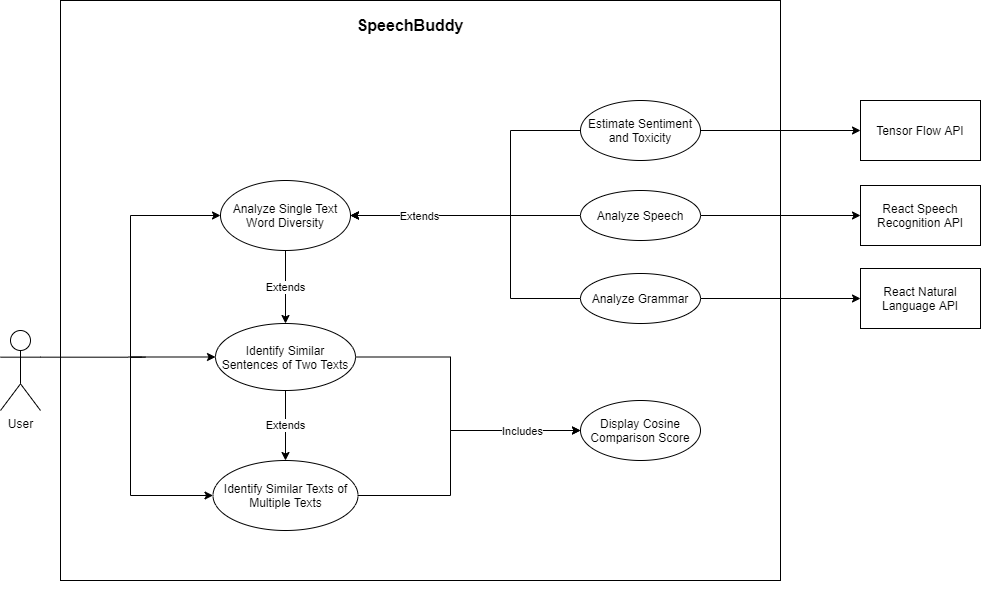 SpeechBuddy
Estimate Sentiment
and Toxicity
Tensor Flow API
Analyze Single Text
Word Diversity
Extends
Analyze Speech
React Speech
Recognition API
Extends
Analyze Grammar
React Natural
Language API
Identify Similar
Sentences of Two Texts
User
Extends
Includes
Display Cosine
Comparison Score
Identify Similar Texts of
Multiple Texts